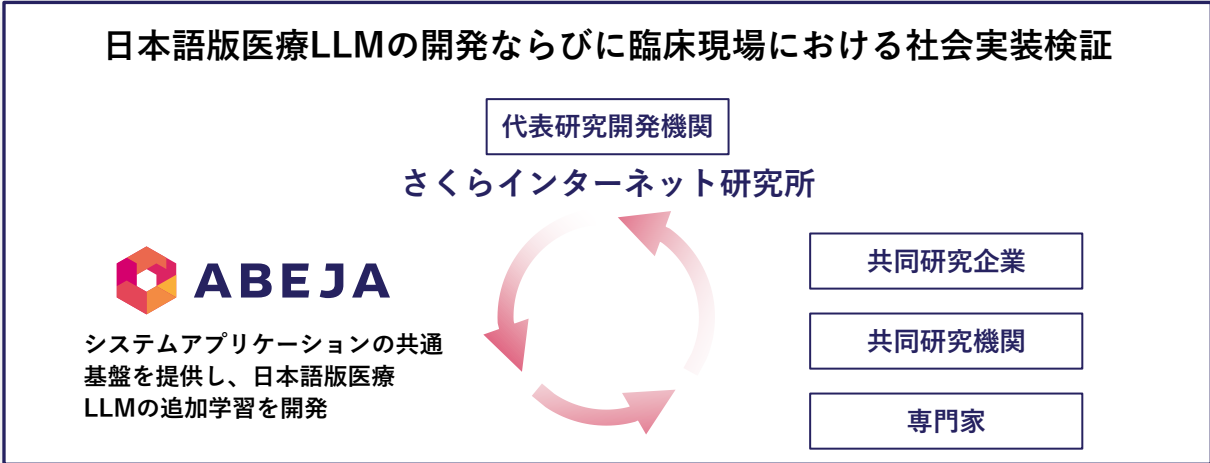 日本語版医療LLMの開発ならびに臨床現場における社会実装検証
代表研究開発機関
さくらインターネット研究所
ABEJA
システムアプリケーションの共通
基盤を提供し、日本語版医療
LLMの追加学習を開発
共同研究企業
共同研究機関
専門家